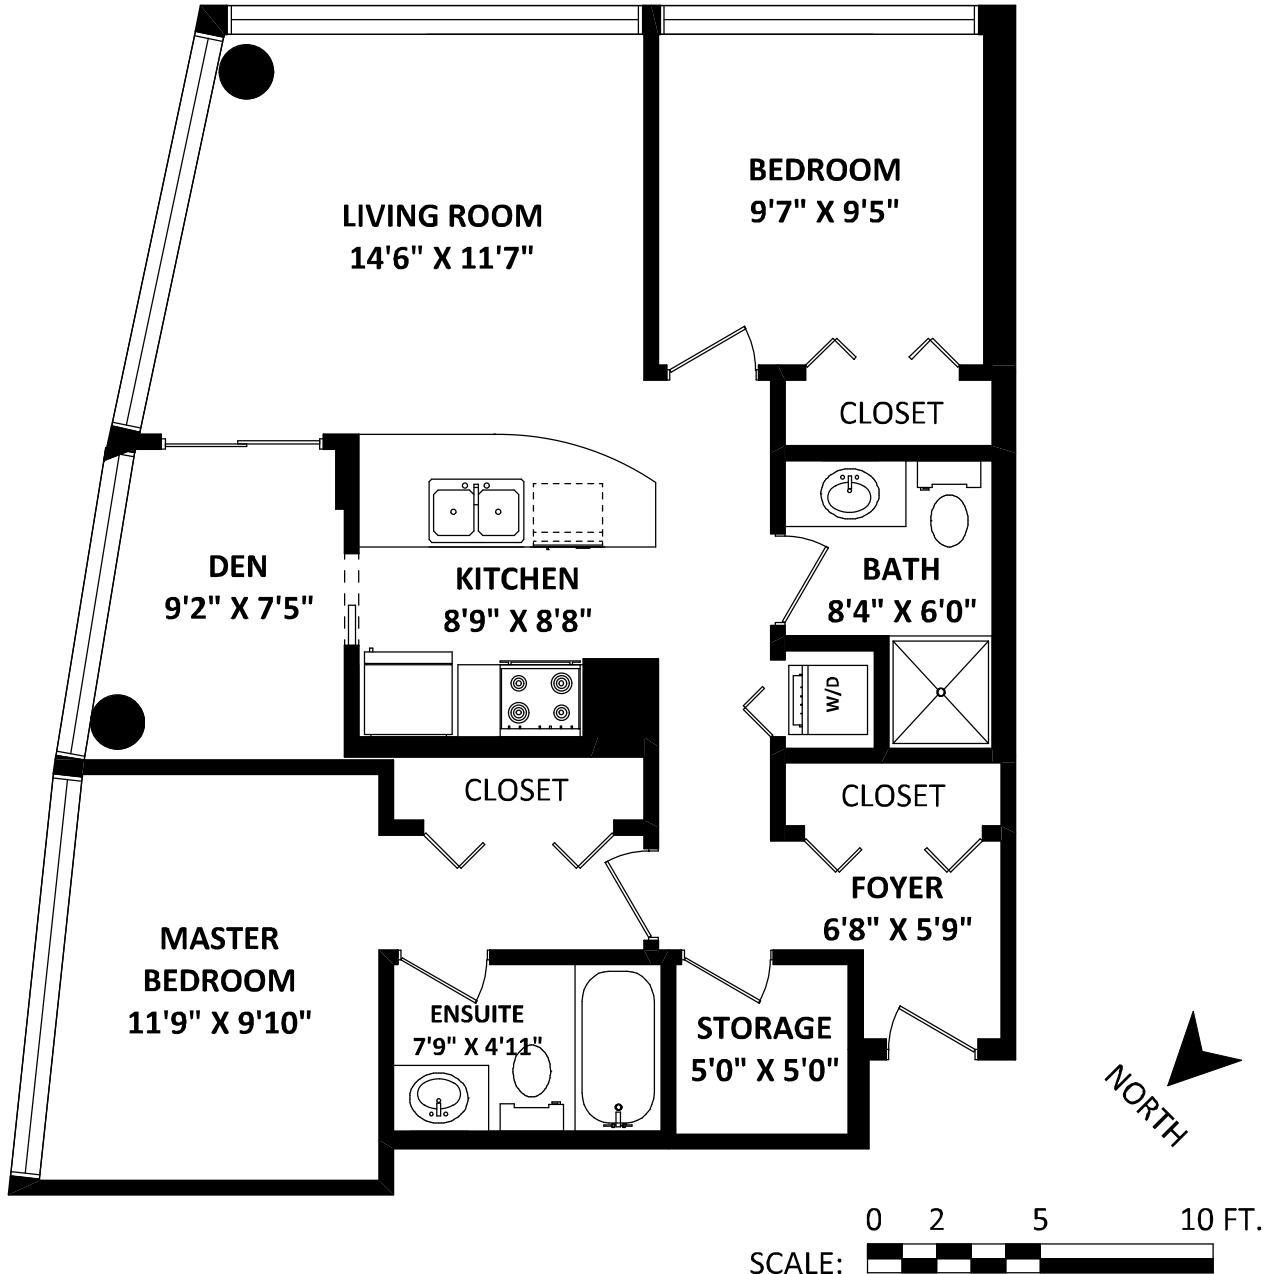 LIVING ROOM
14'6" X 11'7"
BEDROOM
9'7" X 9'5"
CLOSET
DEN
9'2" X 7'5"
KITCHEN
8'9" X 8'8"
BATH
8'4" X 6'0"
W/D
CLOSET
CLOSET
FOYER
6'8" X 5'9"
MASTER
BEDROOM
11'9" X 9'10"
ENSUITE
7'9" X 4'11"
STORAGE
5'0" X 5'0"
NORTH
0 2 5 10 FT.
SCALE: